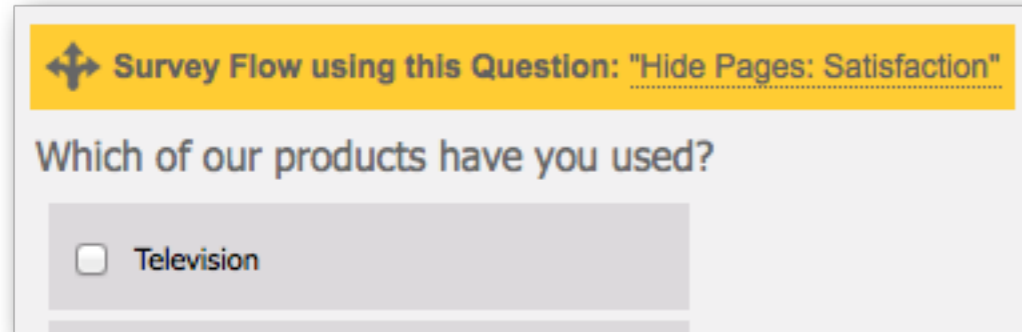 Survey Flow using this Question: "Hide Pages: Satisfaction"
Which of our products have you used?
Television